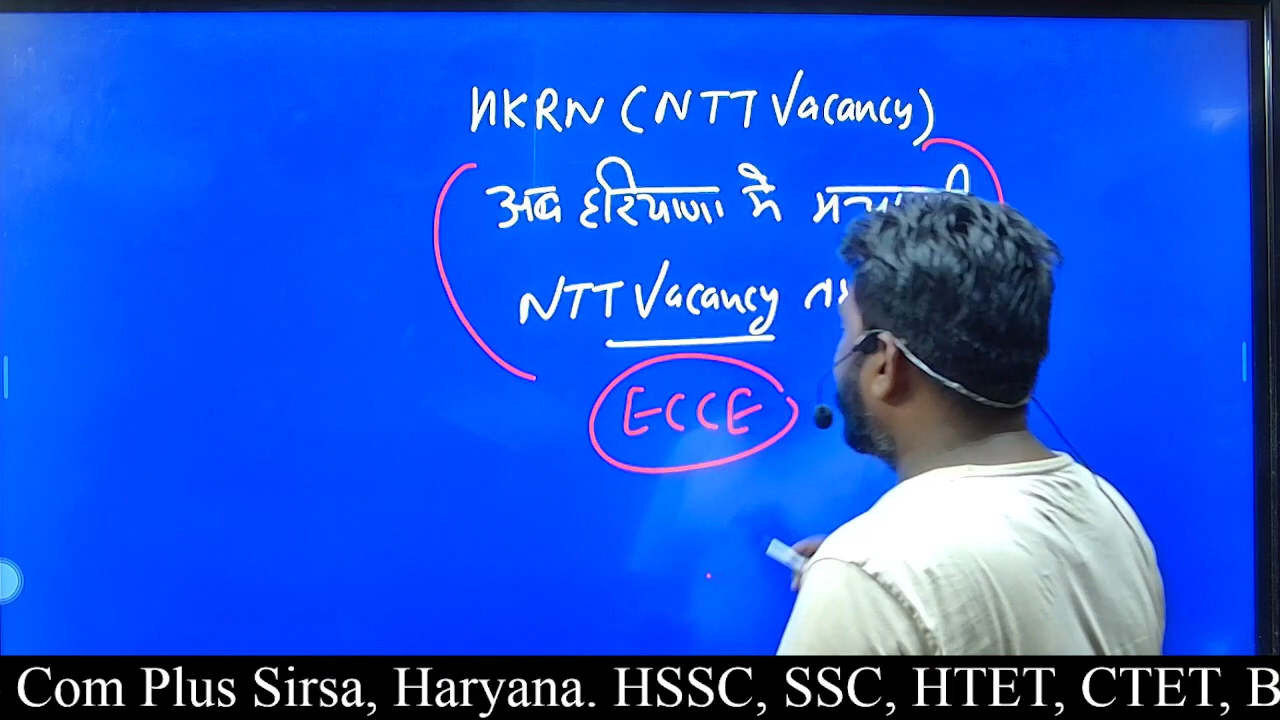 HKRN (NTT Vacancy)
अब हरियाणा में
NTT Vacancy
ECCE
Com Plus Sirsa, Haryana. HSSC, SSC, HTET, CTET, B